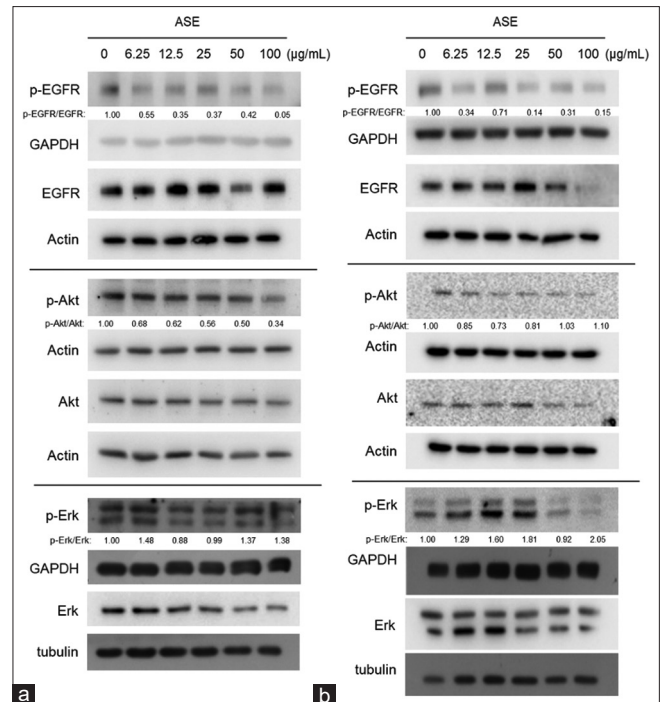 ASE
0 6.25 12.5 25 50 100 (μg/mL)
p-EGFR
p-EGFR/EGFR: 1.00 0.55 0.35 0.37 0.42 0.05
GAPDH
EGFR
Actin
p-Akt
p-Akt/Akt: 1.00 0.68 0.62 0.56 0.50 0.34
Actin
Akt
Actin
p-Erk
p-Erk/Erk: 1.00 1.48 0.88 0.99 1.37 1.38
GAPDH
Erk
tubulin
a
ASE
0 6.25 12.5 25 50 100 (μg/mL)
p-EGFR
p-EGFR/EGFR: 1.00 0.34 0.71 0.14 0.31 0.15
GAPDH
EGFR
Actin
p-Akt
p-Akt/Akt: 1.00 0.85 0.73 0.81 1.03 1.10
Actin
Akt
Actin
p-Erk
p-Erk/Erk: 1.00 1.29 1.60 1.81 0.92 2.05
GAPDH
Erk
tubulin
b